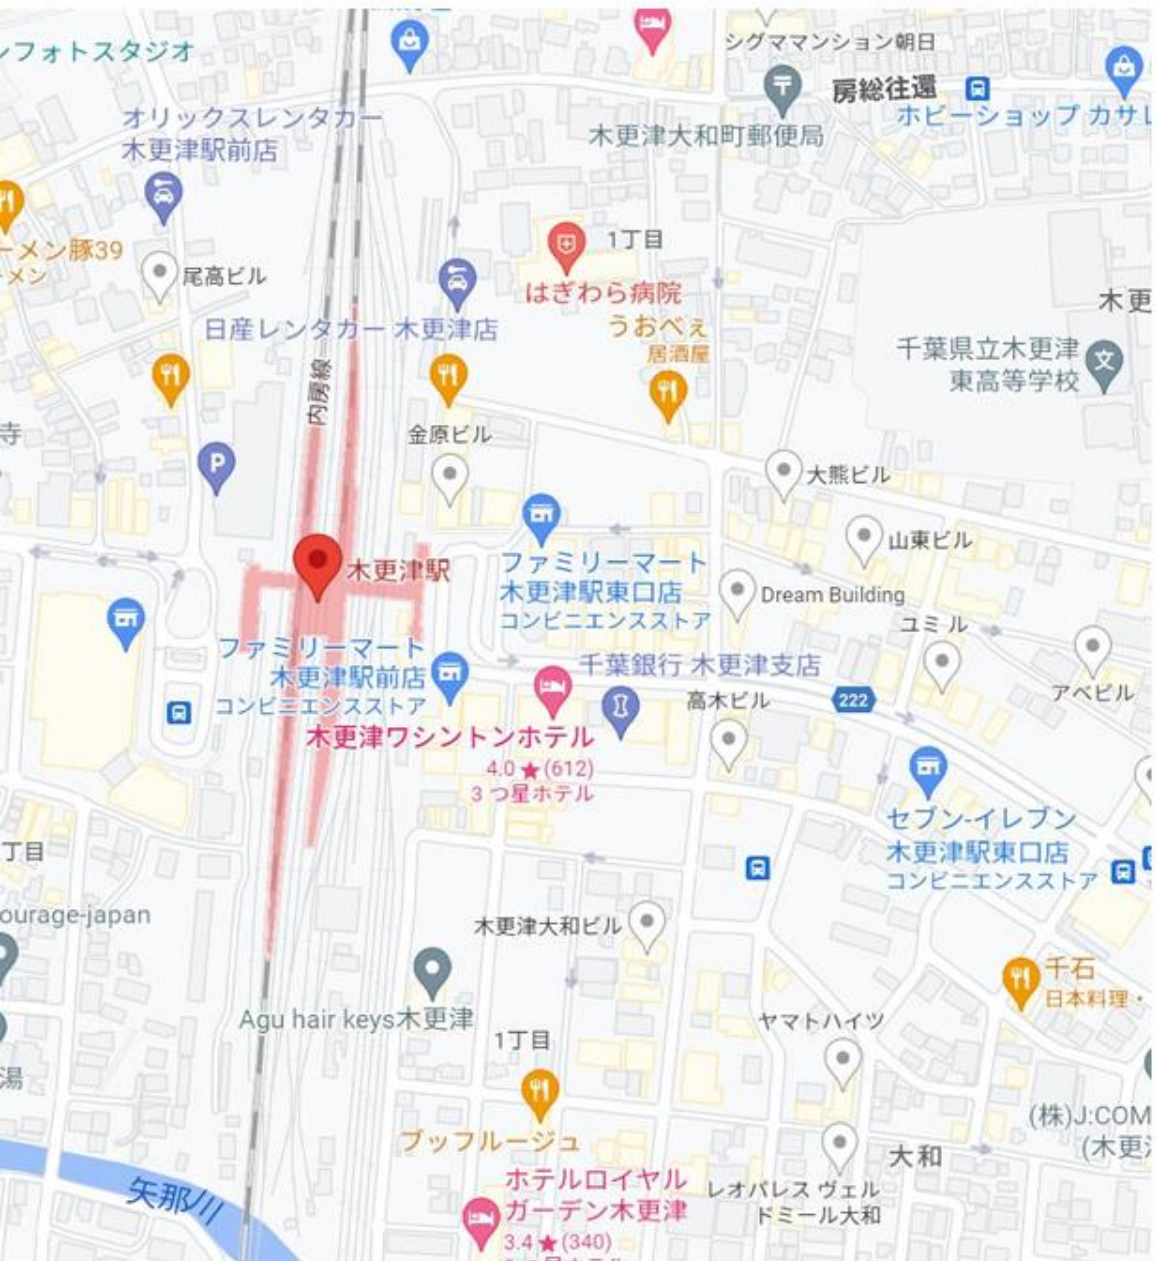 ンフォトスタジオ
シグママンション朝日
房総往還
ホビーショップ カサレ
オリックスレンタカー
木更津駅前店
木更津大和町郵便局
ーメン豚39
ーメン
尾高ビル
1丁目
はぎわら病院
日産レンタカー 木更津店
うおべえ
居酒屋
木更
千葉県立木更津
東高等学校
内房線
寺
P
金原ビル
大熊ビル
山東ビル
ファミリーマート
木更津駅東口店
コンビニエンスストア
木更津駅
Dream Building
ユミル
アベビル
ファミリーマート
木更津駅前店
コンビニエンスストア
千葉銀行 木更津支店
高木ビル
222
木更津ワシントンホテル
4.0 ★ (612)
3 つ星ホテル
セブン-イレブン
木更津駅東口店
コンビニエンスストア
丁目
ourage-japan
木更津大和ビル
千石
日本料理・
Agu hair keys木更津
1丁目
ヤマトハイツ
湯
ブッフルージュ
(株)J:COM
(木更
大和
ホテルロイヤル
ガーデン木更津
3.4 ★ (340)
レオパレス ヴェル
ドミール大和
矢那川